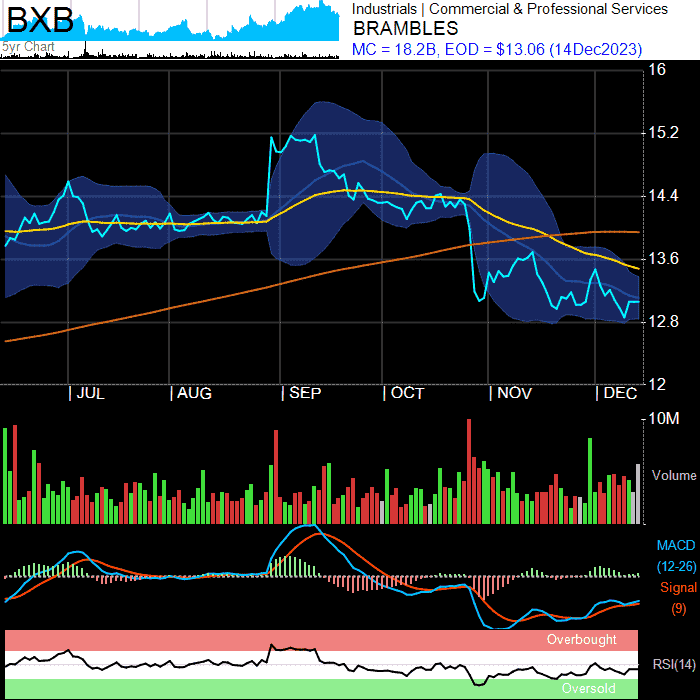 BXB
5yr Chart
Industrials | Commercial & Professional Services
BRAMBLES
MC = 18.2B, EOD = $13.06 (14Dec2023)
16
15.2
14.4
13.6
12.8
12
| JUL | AUG | SEP | OCT | NOV | DEC
10M
Volume
MACD
(12-26)
Signal
(9)
Overbought
RSI(14)
Oversold